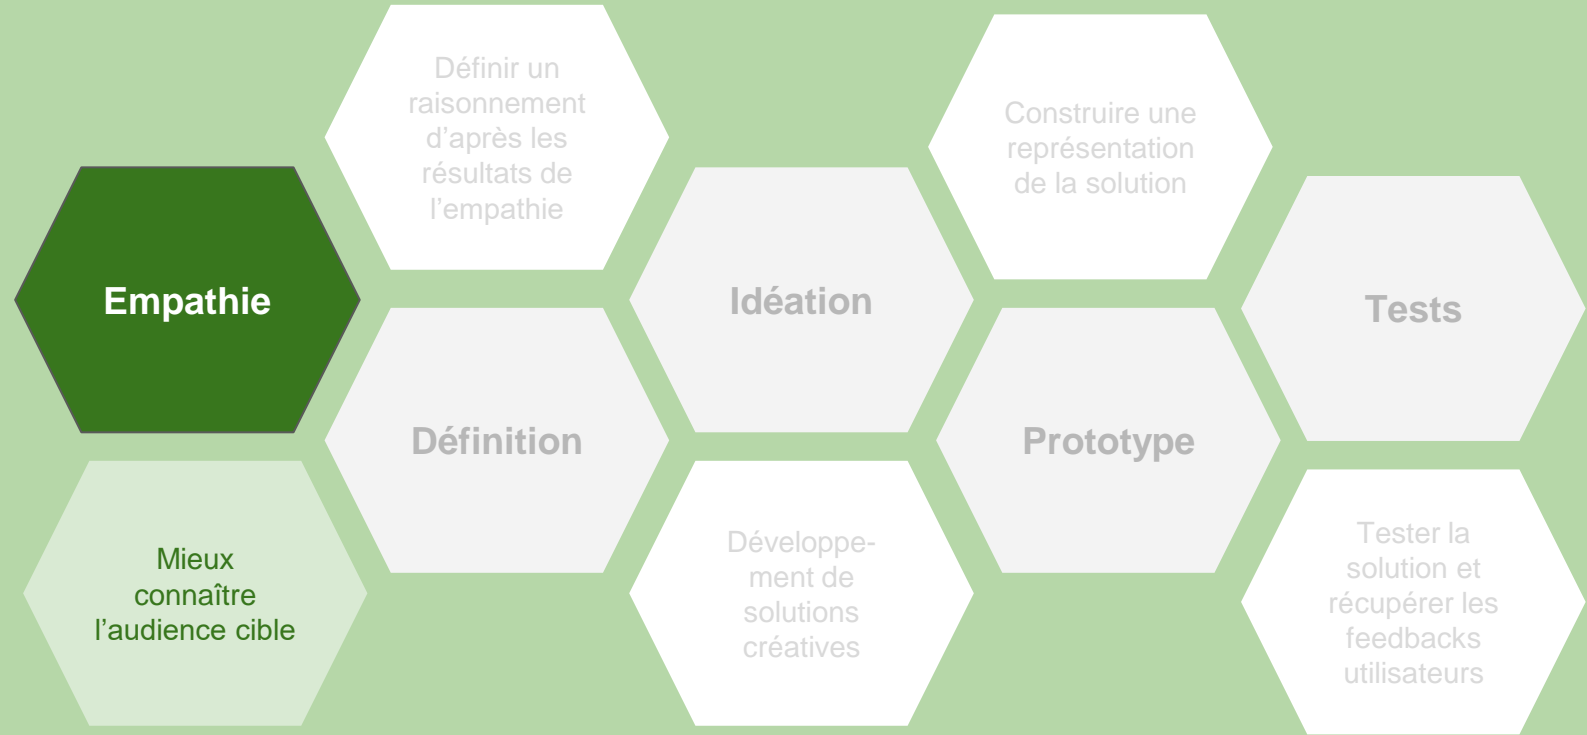 Empathie
Mieux
connaître
l’audience cible
Définir un
raisonnement
d’après les
résultats de
l’empathie
Définition
Idéation
Développe-
ment de
solutions
créatives
Construire une
représentation
de la solution
Prototype
Tests
Tester la
solution et
récupérer les
feedbacks
utilisateurs